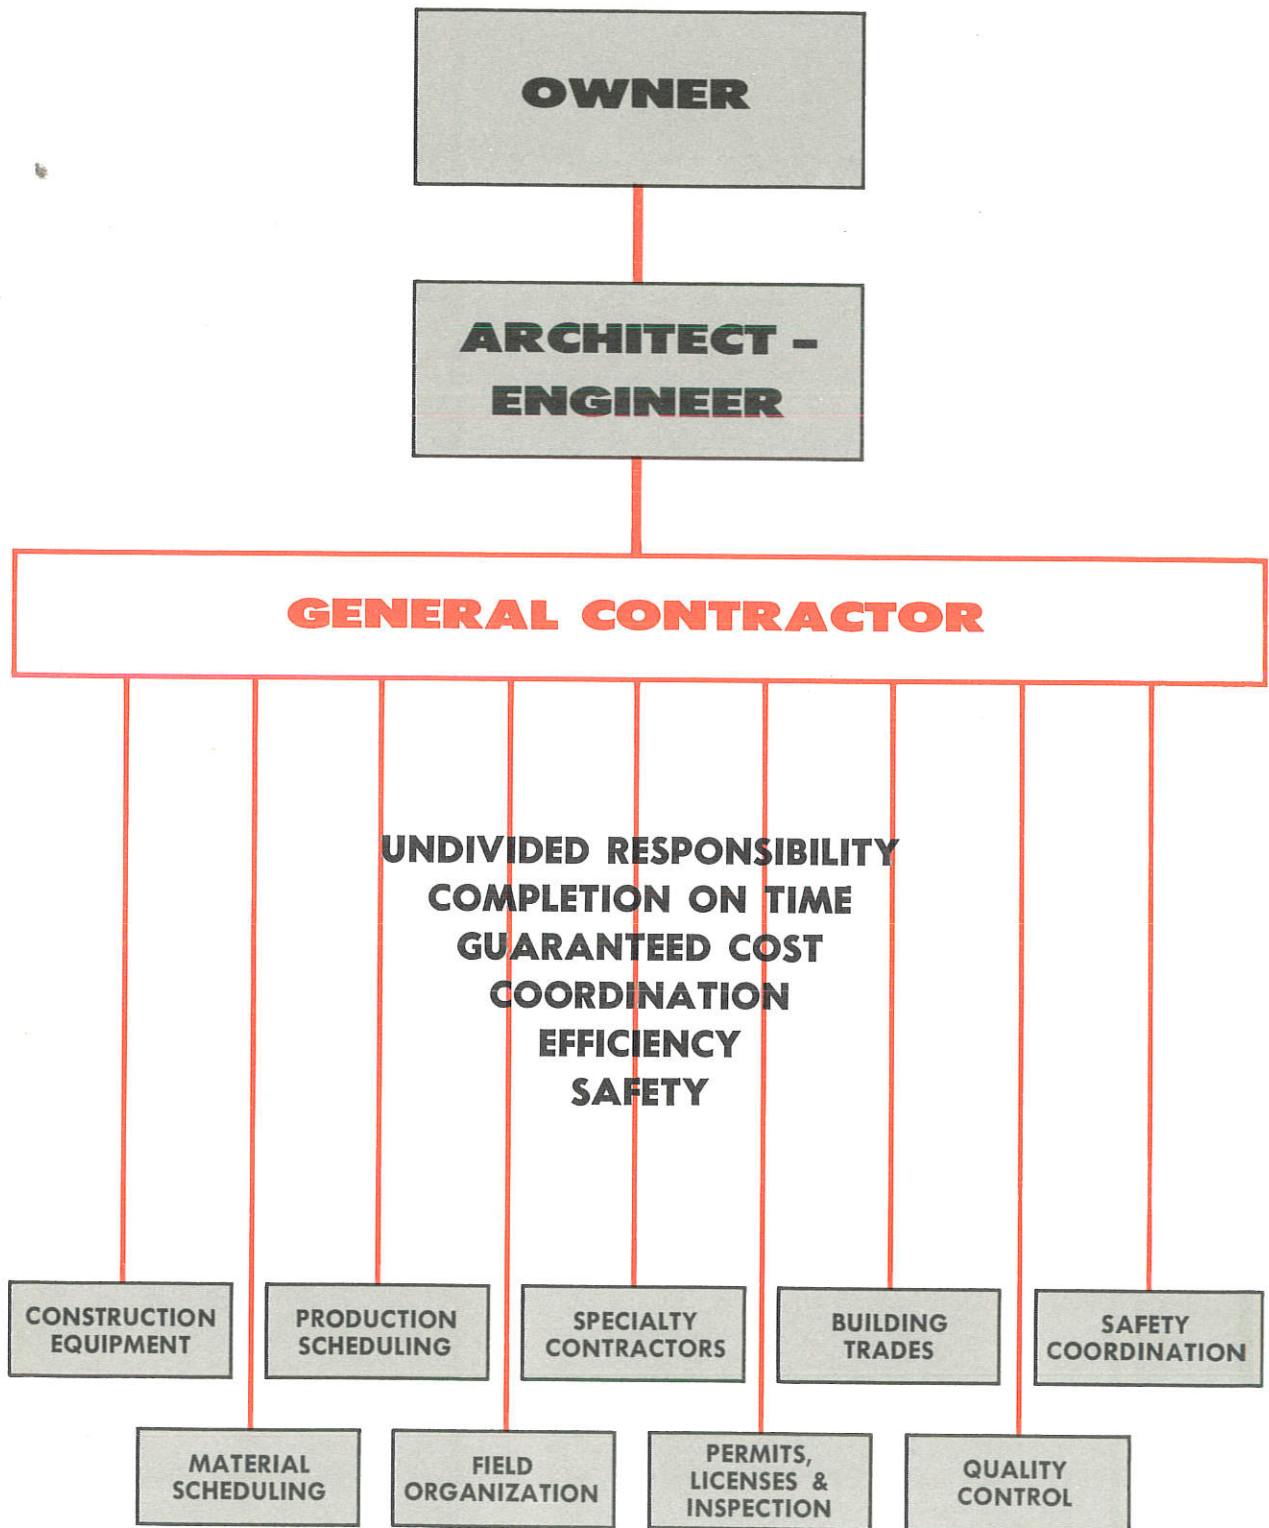 OWNER
ARCHITECT –
ENGINEER
GENERAL CONTRACTOR
UNDIVIDED RESPONSIBILITY
COMPLETION ON TIME
GUARANTEED COST
COORDINATION
EFFICIENCY
SAFETY
CONSTRUCTION
EQUIPMENT
PRODUCTION
SCHEDULING
SPECIALTY
CONTRACTORS
BUILDING
TRADES
SAFETY
COORDINATION
MATERIAL
SCHEDULING
FIELD
ORGANIZATION
PERMITS,
LICENSES &
INSPECTION
QUALITY
CONTROL